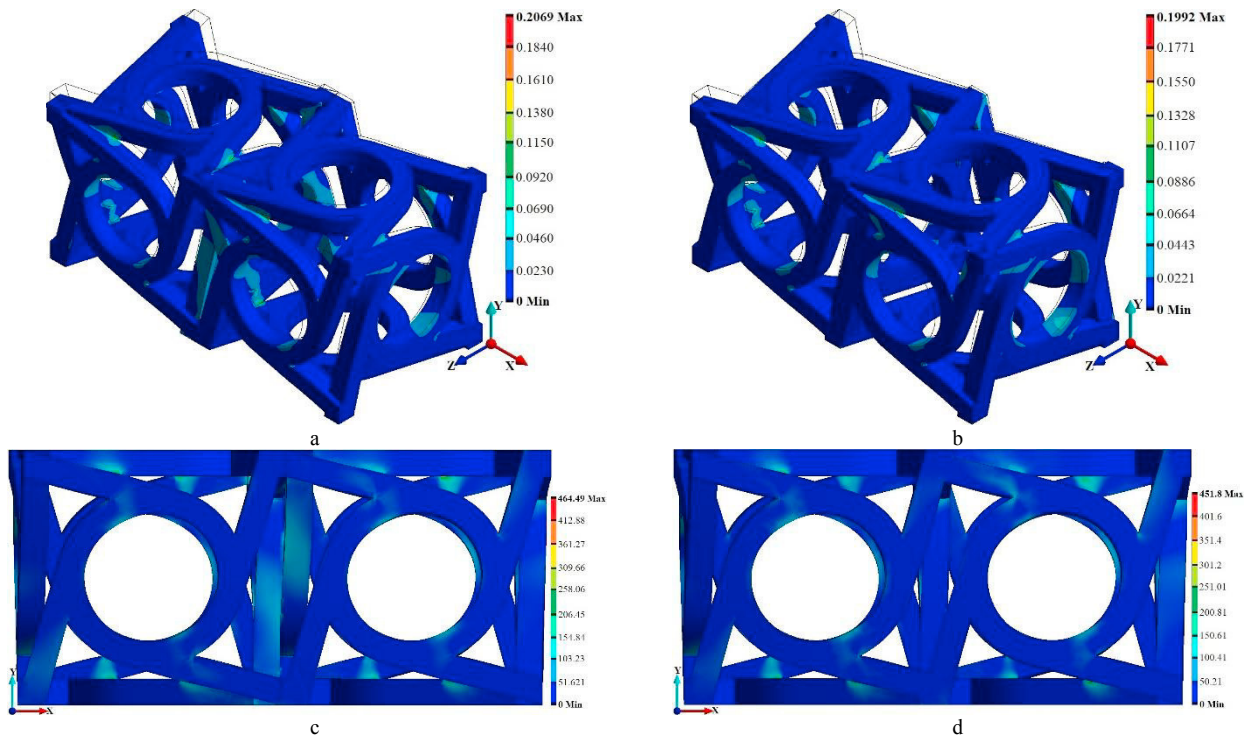 0.2069 Max
0.1840
0.1610
0.1380
0.1150
0.0920
0.0690
0.0460
0.0230
0 Min
Y
Z
X
a
0.1992 Max
0.1771
0.1550
0.1328
0.1107
0.0886
0.0664
0.0443
0.0221
0 Min
Y
Z
X
b
464.49 Max
412.88
361.27
309.66
258.06
206.45
154.84
103.23
51.621
0 Min
Y
X
c
451.8 Max
401.6
351.4
301.2
251.01
200.81
150.61
100.41
50.21
0 Min
Y
X
d